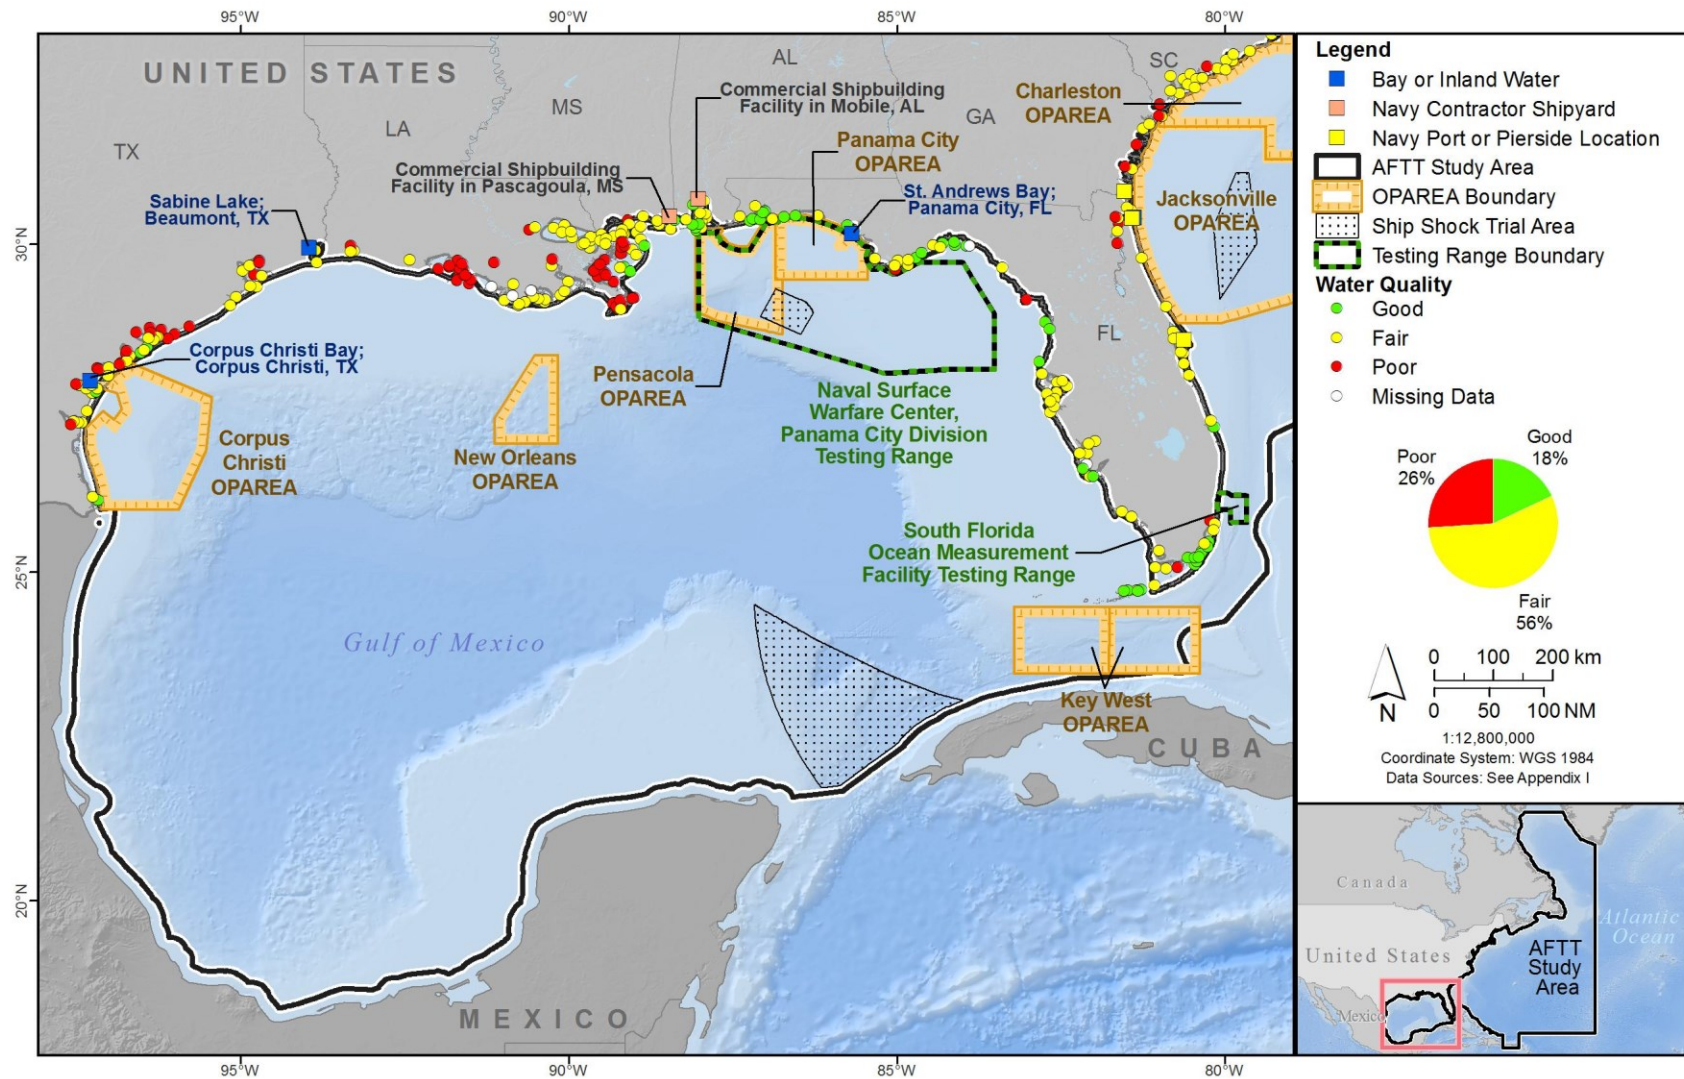 95°W
90°W
85°W
80°W
UNITED STATES
TX
LA
MS
AL
GA
SC
FL
Commercial Shipbuilding
Facility in Mobile, AL
Commercial Shipbuilding
Facility in Pascagoula, MS
Panama City
OPAREA
Charleston
OPAREA
Sabine Lake;
Beaumont, TX
St. Andrews Bay;
Panama City, FL
Jacksonville
OPAREA
30°N
30°N
Corpus Christi Bay;
Corpus Christi, TX
Pensacola
OPAREA
Naval Surface
Warfare Center,
Panama City Division
Testing Range
Corpus
Christi
OPAREA
New Orleans
OPAREA
South Florida
Ocean Measurement
Facility Testing Range
25°N
25°N
Gulf of Mexico
Key West
OPAREA
CUBA
20°N
20°N
MEXICO
95°W
90°W
85°W
80°W
Legend
Bay or Inland Water
Navy Contractor Shipyard
Navy Port or Pierside Location
AFTT Study Area
OPAREA Boundary
Ship Shock Trial Area
Testing Range Boundary
Water Quality
Good
Fair
Poor
Missing Data
Good
18%
Poor
26%
Fair
56%
N
0 100 200 km
0 50 100 NM
1:12,800,000
Coordinate System: WGS 1984
Data Sources: See Appendix I
Canada
United States
Mexico
Atlantic
Ocean
AFTT
Study
Area